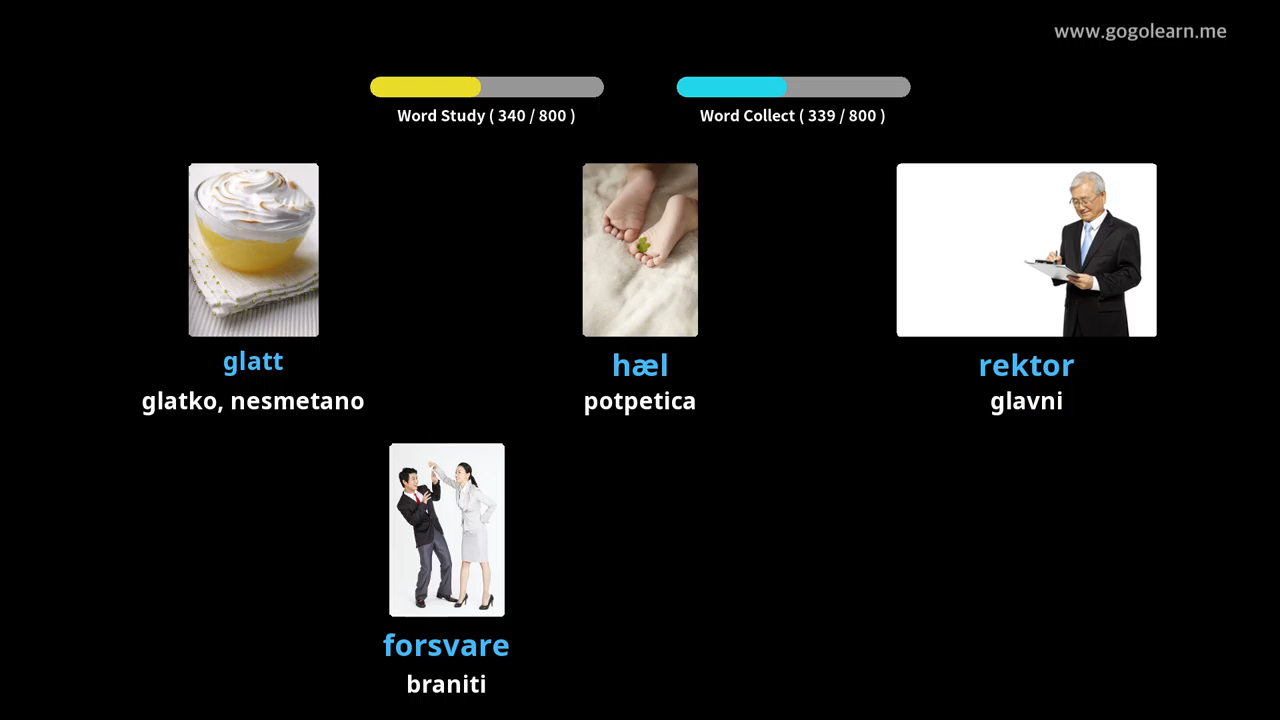 www.gogolearn.me
Word Study ( 340 / 800 )
Word Collect ( 339 / 800 )
glatt
glatko, nesmetano
hæl
potpetica
rektor
glavni
forsvare
braniti